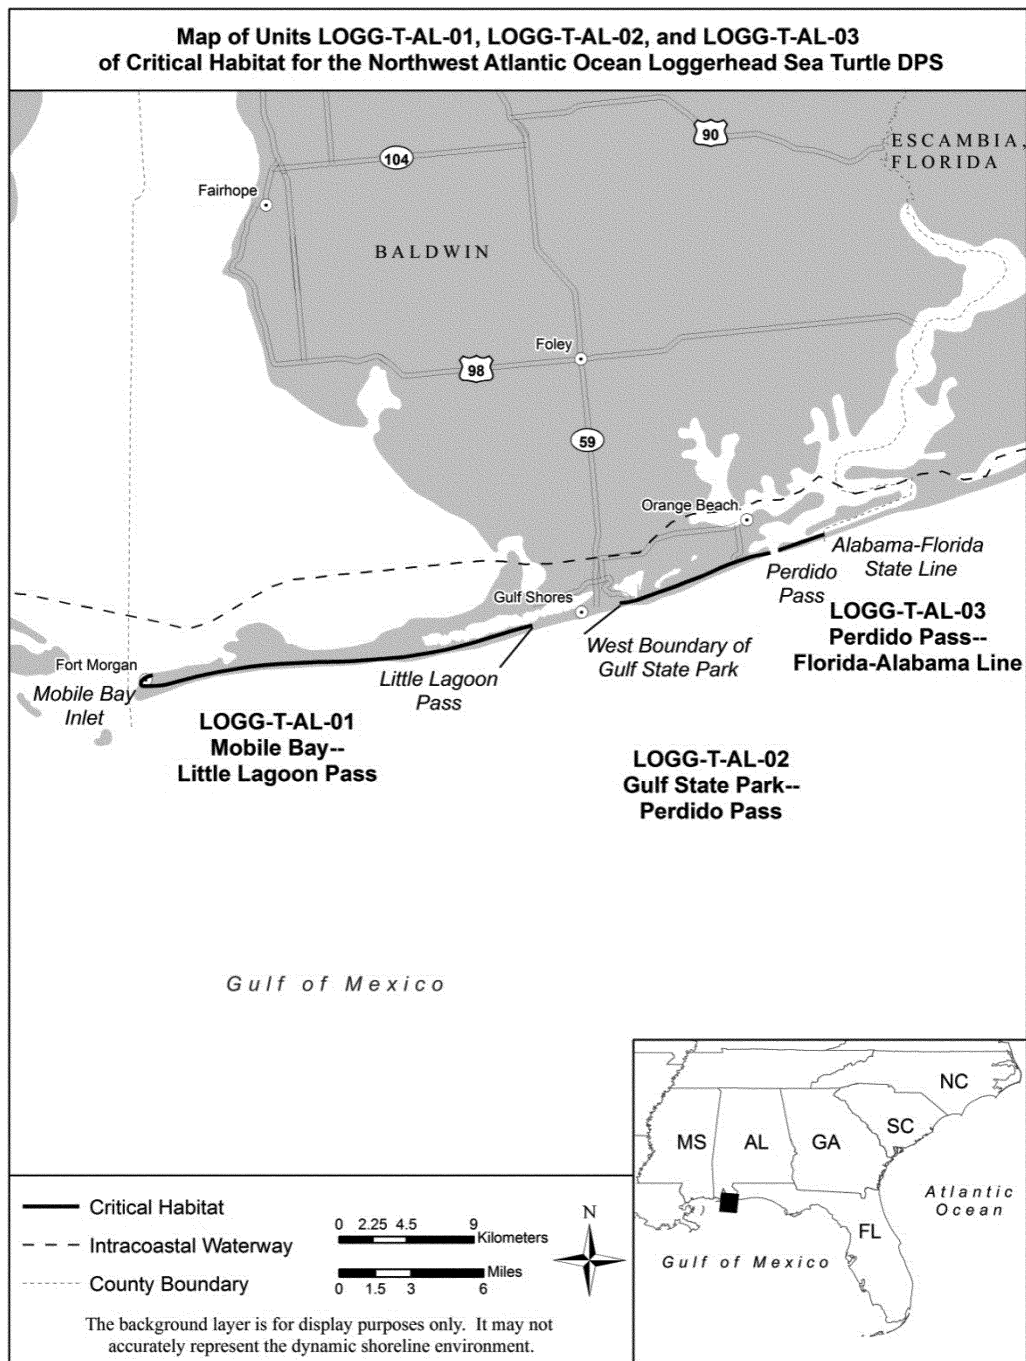 Map of Units LOGG-T-AL-01, LOGG-T-AL-02, and LOGG-T-AL-03
of Critical Habitat for the Northwest Atlantic Ocean Loggerhead Sea Turtle DPS
90
ESCAMBIA,
FLORIDA
104
Fairhope
BALDWIN
Foley
98
59
Orange Beach
Alabama-Florida
State Line
Perdido
Pass
Gulf Shores
LOGG-T-AL-03
Perdido Pass--
Florida-Alabama Line
West Boundary of
Gulf State Park
Fort Morgan
Mobile Bay
Inlet
Little Lagoon
Pass
LOGG-T-AL-01
Mobile Bay--
Little Lagoon Pass
LOGG-T-AL-02
Gulf State Park--
Perdido Pass
Gulf of Mexico
NC
SC
MS
AL
GA
FL
Atlantic
Ocean
Gulf of Mexico
Critical Habitat
Intracoastal Waterway
County Boundary
0 2.25 4.5 9
Kilometers
Miles
0 1.5 3 6
N
The background layer is for display purposes only. It may not
accurately represent the dynamic shoreline environment.